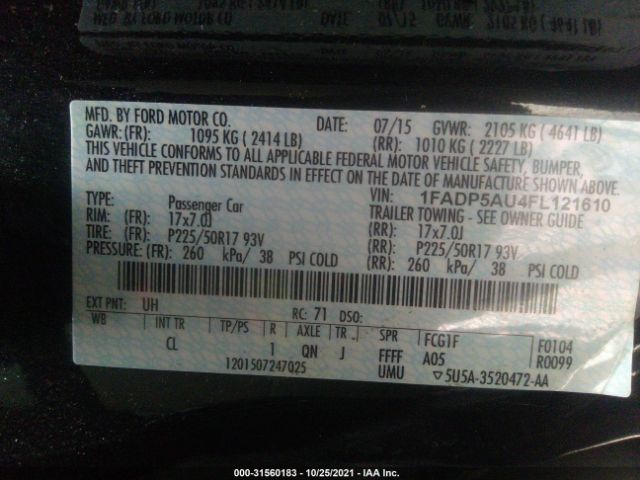 MFD. BY FORD MOTOR CO. DATE: 07/15 GVWR: 2105 KG ( 4641 LB)
GAWR: (FR): 1095 KG ( 2414 LB) (RR): 1010 KG ( 2227 LB)
THIS VEHICLE CONFORMS TO ALL APPLICABLE FEDERAL MOTOR VEHICLE SAFETY, BUMPER,
AND THEFT PREVENTION STANDARDS IN EFFECT ON THE DATE OF MANUFACTURE SHOWN ABOVE.
VIN: 1FADP5AU4FL121610
TYPE: Passenger Car TRAILER TOWING - SEE OWNER GUIDE
RIM: (FR): 17x7.0J (RR): 17x7.0J
TIRE: (FR): P225/50R17 93V (RR): P225/50R17 93V
PRESSURE: (FR): 260 kPa/ 38 PSI COLD (RR): 260 kPa/ 38 PSI COLD
EXT PNT: UH RC: 71 DSO:
WB INT TR TP/PS R AXLE TR SPR FCG1F F0104
CL 1 QN J FFFF A05 R0099
1201507247025 UMU ▽5U5A-3520472-AA
000-31560183 - 10/25/2021 - IAA Inc.